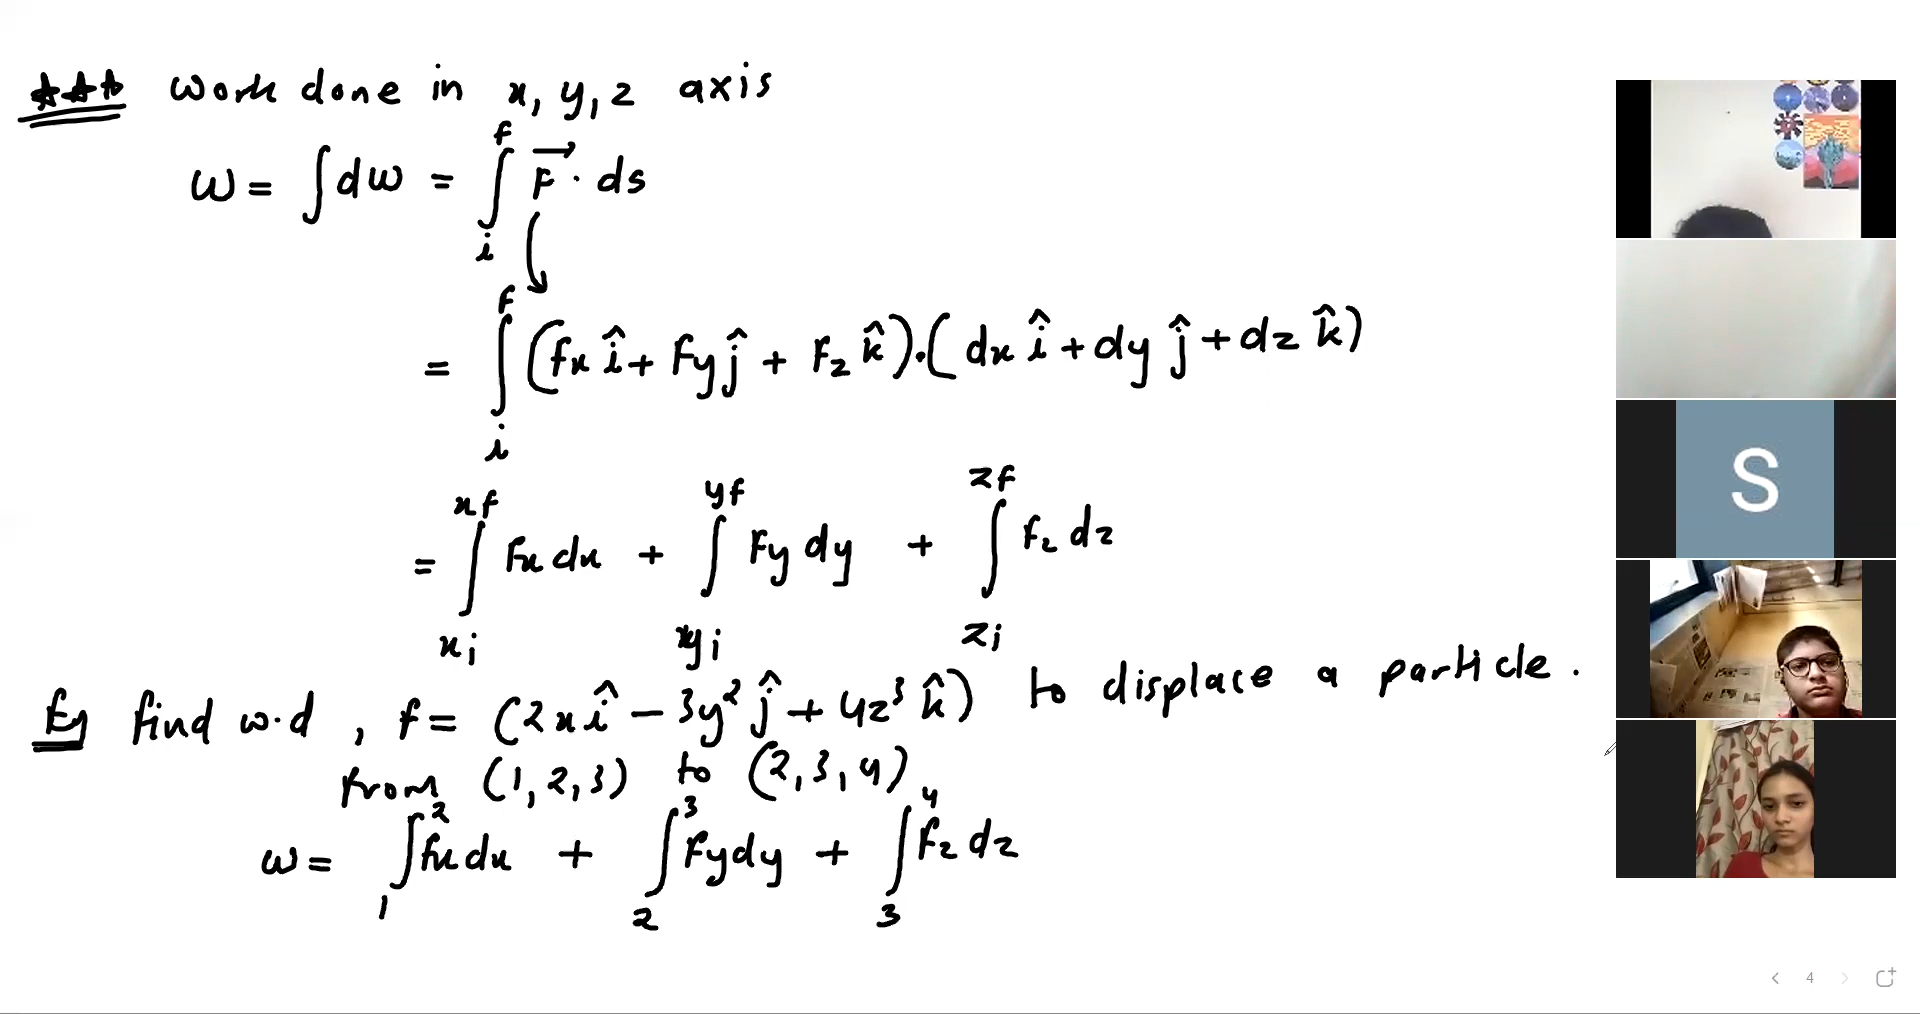 *** Work done in x, y, z axis
W = ∫dW = ∫ᵢᶠ F⃗ · ds
= ∫ᵢᶠ (Fx î + Fy ĵ + Fz k̂).(dx î + dy ĵ + dz k̂)
= ∫xi^xf Fx dx + ∫yi^yf Fy dy + ∫zi^zf Fz dz
Eg find w.d, f = (2x î − 3y² ĵ + 4z³ k̂) to displace a particle.
from (1,2,3) to (2,3,4)
W = ∫₁² Fx dx + ∫₂³ Fy dy + ∫₃⁴ Fz dz
S
4